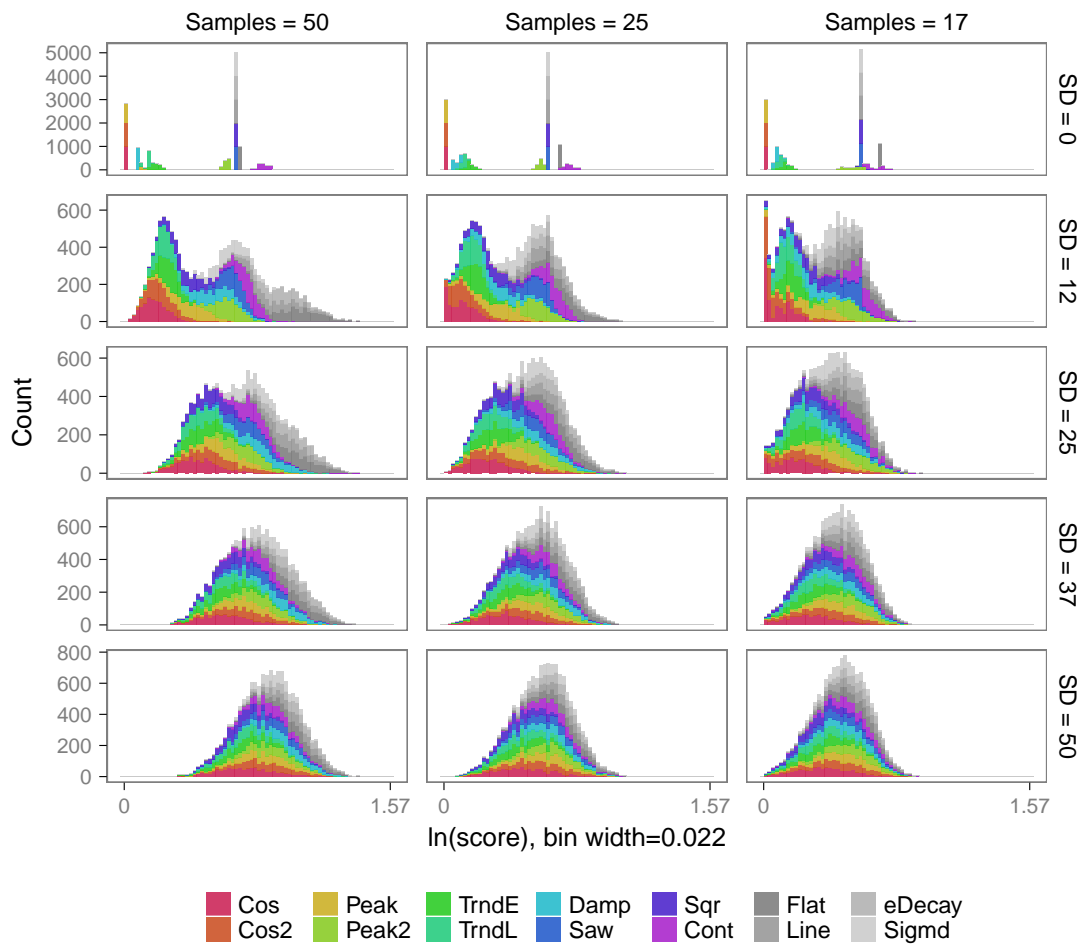 Samples = 50 Samples = 25 Samples = 17
5000
4000
3000
2000
1000
0
SD = 0
600
400
200
0
SD = 12
600
400
200
0
SD = 25
600
400
200
0
SD = 37
800
600
400
200
0
SD = 50
Count
0 1.57 0 1.57 0 1.57
ln(score), bin width=0.022
Cos Peak TrndE Damp Sqr Flat eDecay
Cos2 Peak2 TrndL Saw Cont Line Sigmd